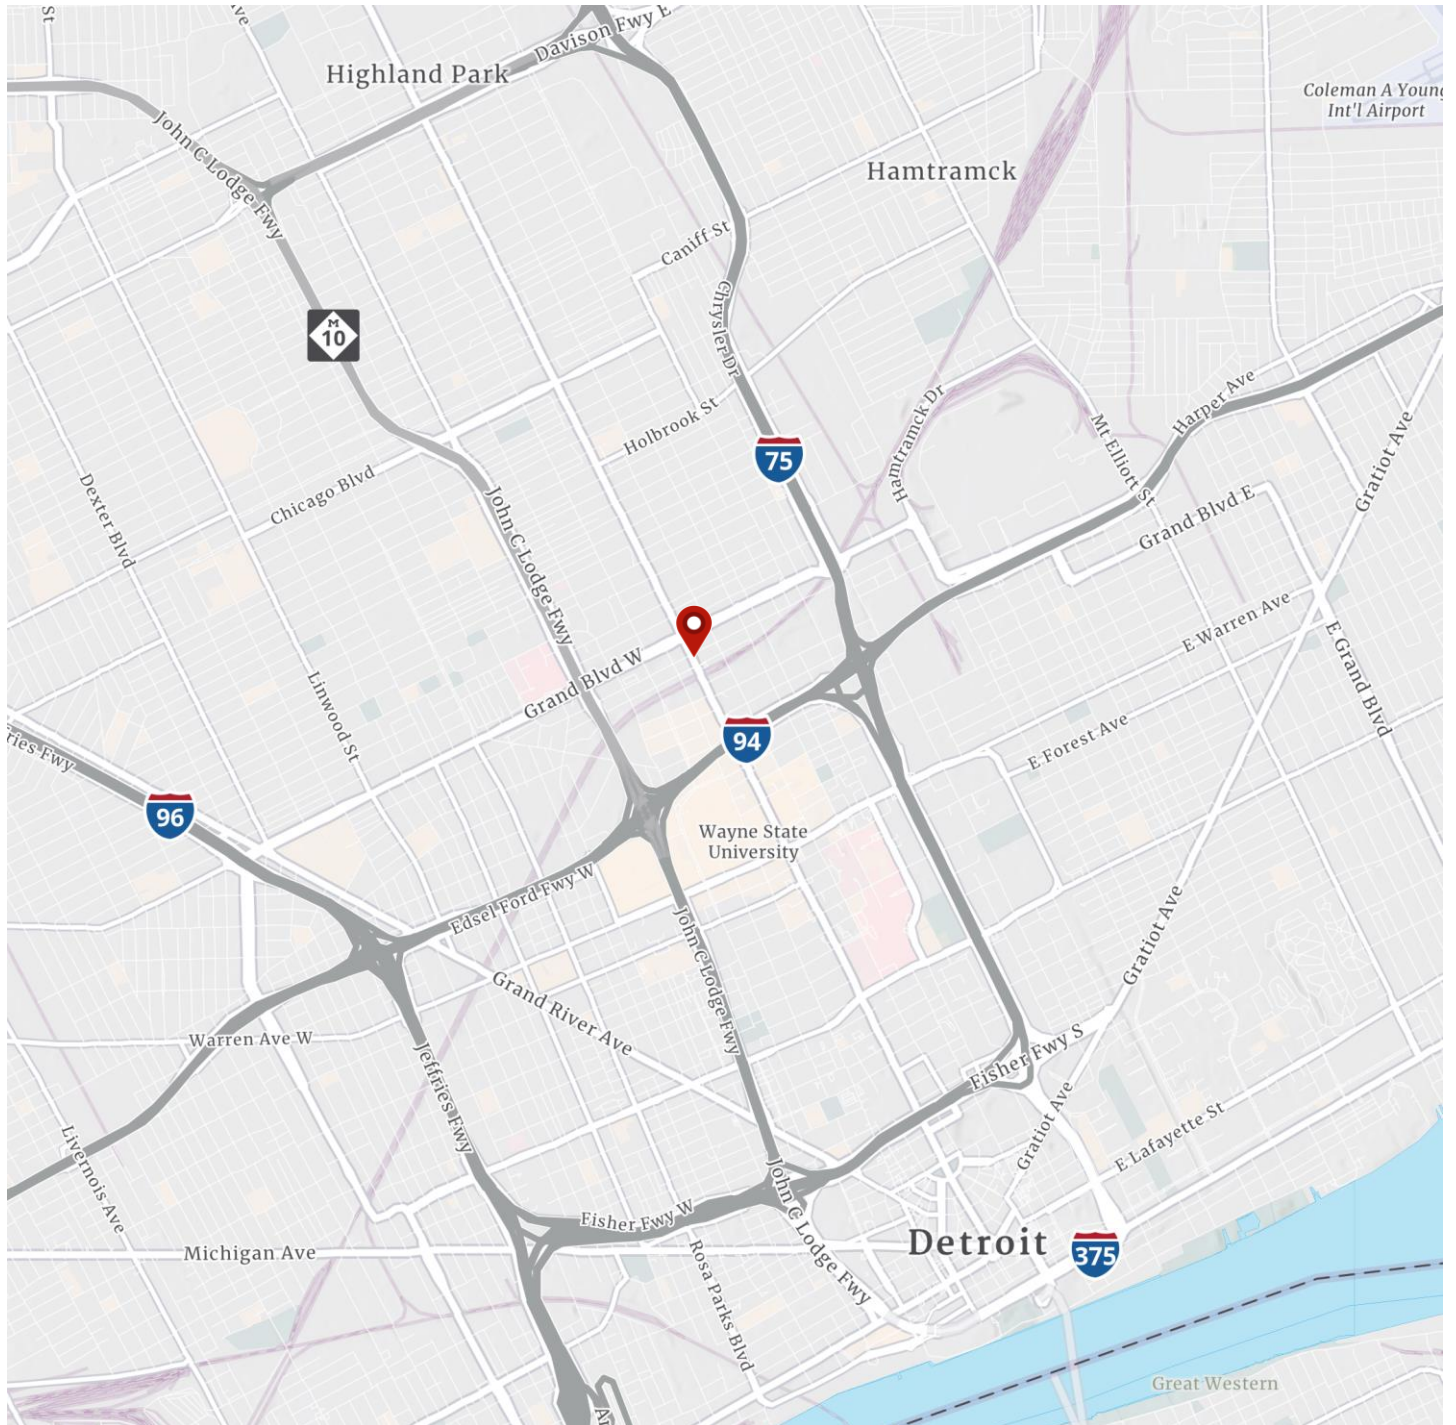 St
Ave
Davison Fwy E
Highland Park
Coleman A Young
Int'l Airport
John C Lodge Fwy
Hamtramck
Caniff St
Chrysler Dr
M
10
Harper Ave
Hamtramck Dr
Holbrook St
Mt Elliott St
Gratiot Ave
75
Chicago Blvd
Dexter Blvd
John C Lodge Fwy
Grand Blvd E
E Warren Ave
E Grand Blvd
Grand Blvd W
Linwood St
94
E Forest Ave
ries Fwy
96
Wayne State
University
Edsel Ford Fwy W
John C Lodge Fwy
Gratiot Ave
Grand River Ave
Warren Ave W
Jeffries Fwy
Fisher Fwy S
Gratiot Ave
E Lafayette St
Livernois Ave
John C Lodge Fwy
Fisher Fwy W
Michigan Ave
Rosa Parks Blvd
Detroit
375
Great Western